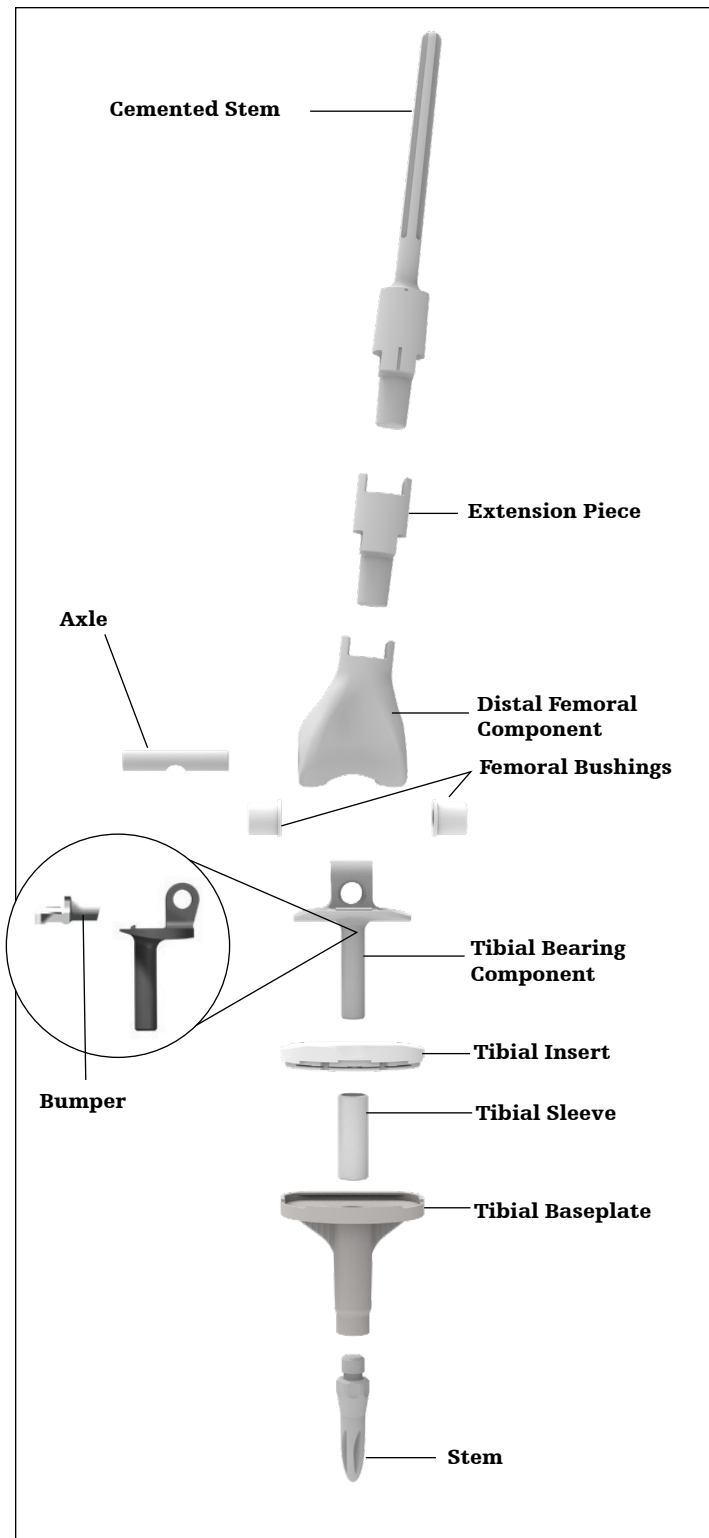 Cemented Stem
Extension Piece
Axle
Distal Femoral
Component
Femoral Bushings
Tibial Bearing
Component
Tibial Insert
Bumper
Tibial Sleeve
Tibial Baseplate
Stem